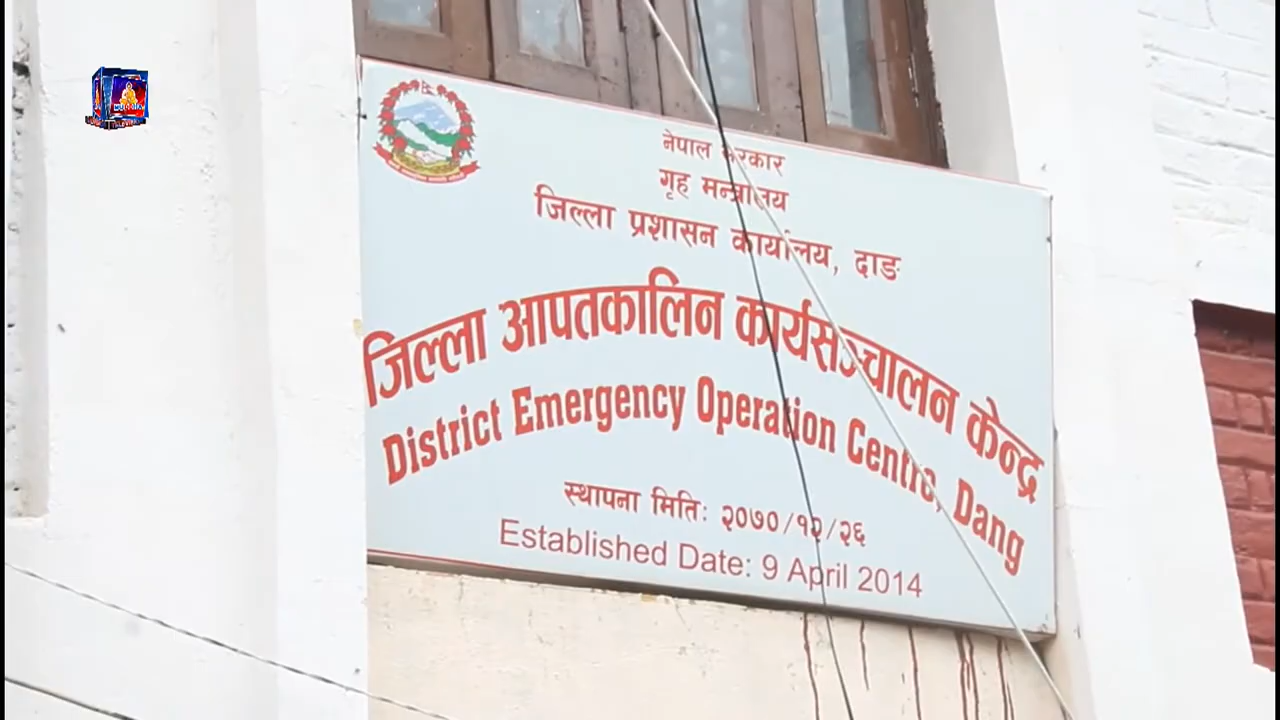 नेपाल सरकार
गृह मन्त्रालय
जिल्ला प्रशासन कार्यालय, दाङ
जिल्ला आपतकालिन कार्यसञ्चालन केन्द्र
District Emergency Operation Centre, Dang
स्थापना मिति: २०७०/१२/२६
Established Date: 9 April 2014